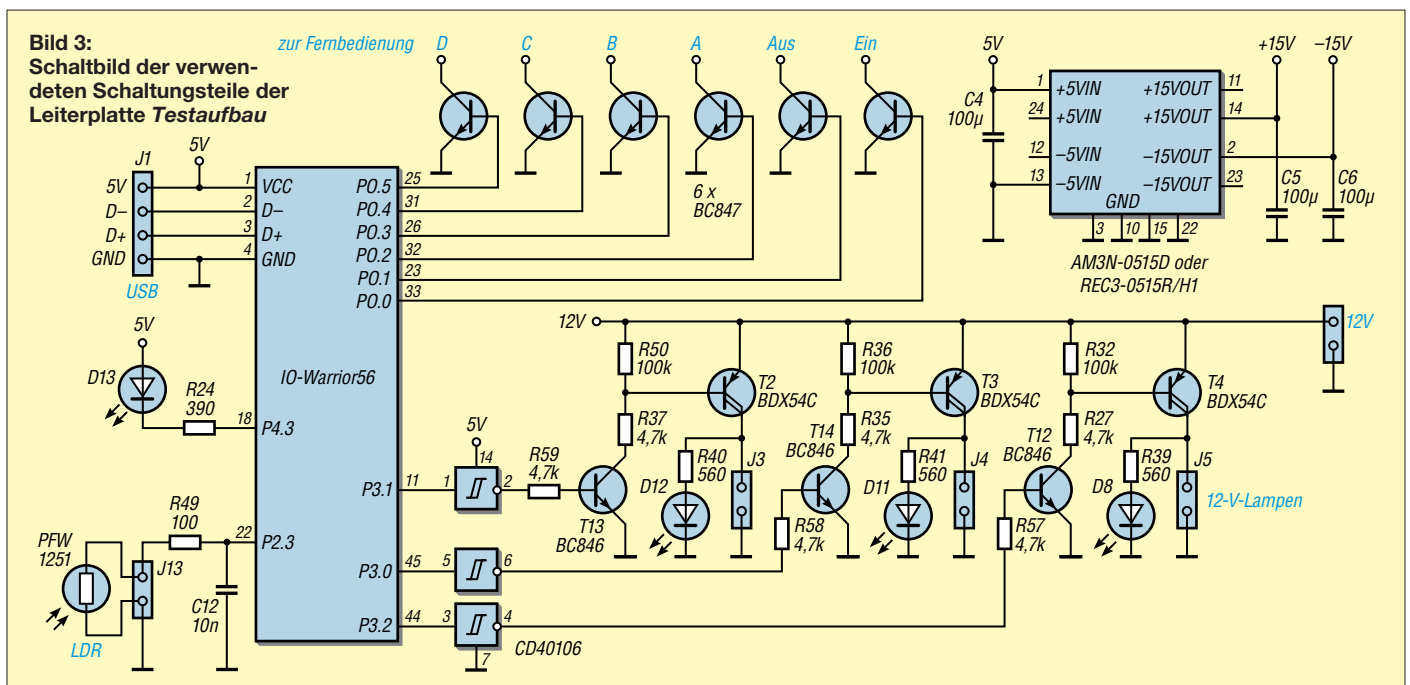 Bild 3:
Schaltbild der verwen-
deten Schaltungsteile der
Leiterplatte Testaufbau
zur Fernbedienung D C B A Aus Ein
6 x
BC847
5V
+15V −15V
C4
100µ
1 +5VIN +15VOUT 11
24 +5VIN +15VOUT 14
12 −5VIN −15VOUT 2
13 −5VIN −15VOUT 23
GND
3 10 15 22
C5
100µ
C6
100µ
AM3N-0515D oder
REC3-0515R/H1
J1
5V
5V 1 VCC P0.5 25
D− 2 D− P0.4 31
D+ 3 D+ P0.3 26
GND 4 GND P0.2 32
P0.1 23
P0.0 33
USB
5V
D13
R24
390
18 P4.3
IO-Warrior56
R49
100
22 P2.3
PFW
1251
J13
C12
10n
LDR
P3.1 11
P3.0 45
P3.2 44
5V
14
1 2
5 6
3 4
7
CD40106
12V
12V
R50
100k
T2
BDX54C
R37
4,7k
R59
4,7k
T13
BC846
R40
560
D12
J3
R36
100k
T3
BDX54C
R35
4,7k
T14
BC846
R58
4,7k
R41
560
D11
J4
R32
100k
T4
BDX54C
R27
4,7k
T12
BC846
R57
4,7k
R39
560
D8
J5
12-V-Lampen